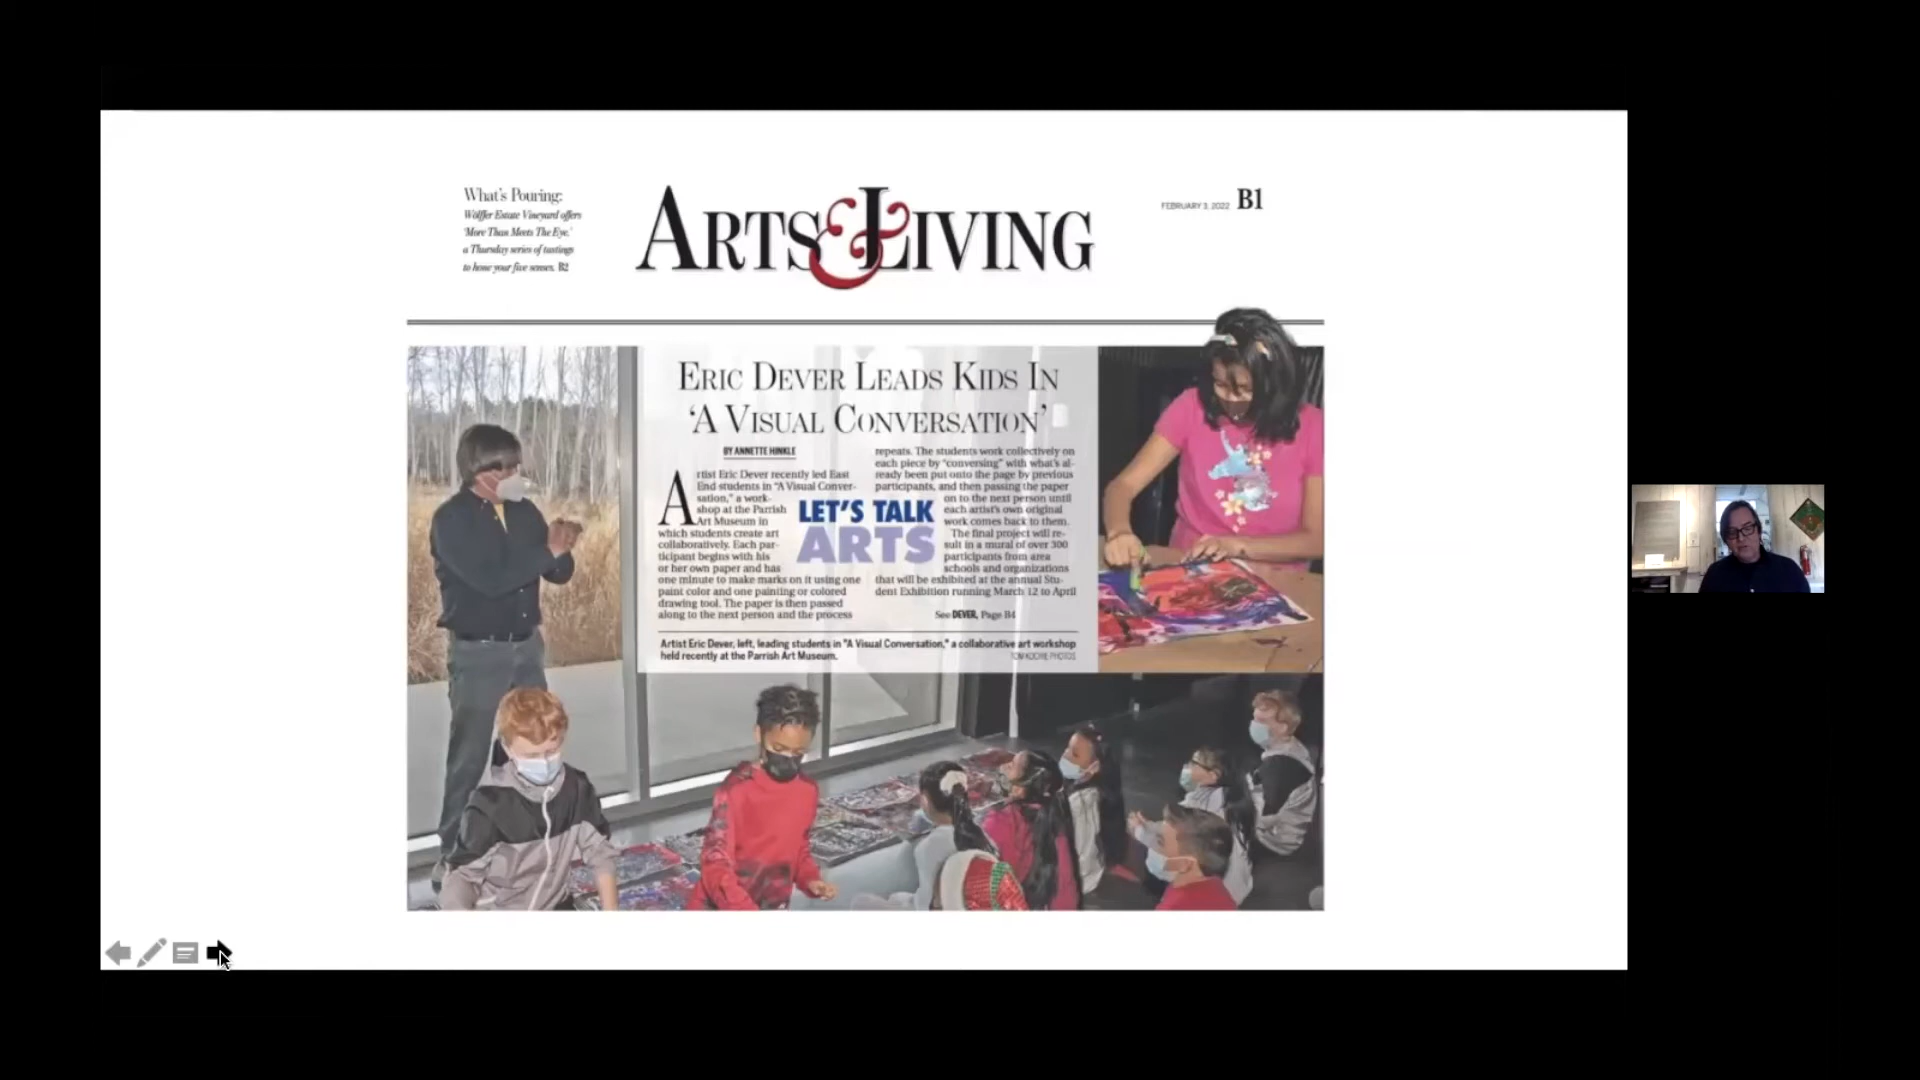 What's Pouring:
Wölffer Estate Vineyard offers
'More Than Meets The Eye,'
a Thursday series of tastings
to hone your five senses. B2
ARTS & LIVING
FEBRUARY 3, 2022 B1
ERIC DEVER LEADS KIDS IN
'A VISUAL CONVERSATION'
BY ANNETTE HINKLE
Artist Eric Dever recently led East
End students in "A Visual Conver-
sation," a work-
shop at the Parrish
Art Museum in
which students create art
collaboratively. Each par-
ticipant begins with his
or her own paper and has
one minute to make marks on it using one
paint color and one painting or colored
drawing tool. The paper is then passed
along to the next person and the process
repeats. The students work collectively on
each piece by "conversing" with what's al-
ready been put onto the page by previous
participants, and then passing the paper
on to the next person until
each artist's own original
work comes back to them.
The final project will re-
sult in a mural of over 300
participants from area
schools and organizations
that will be exhibited at the annual Stu-
dent Exhibition running March 12 to April
See DEVER, Page B4
LET'S TALK
ARTS
Artist Eric Dever, left, leading students in "A Visual Conversation," a collaborative art workshop
held recently at the Parrish Art Museum.
PHOTOS